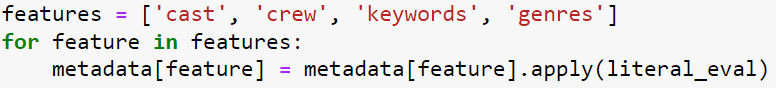 features = ['cast', 'crew', 'keywords', 'genres']
for feature in features:
    metadata[feature] = metadata[feature].apply(literal_eval)